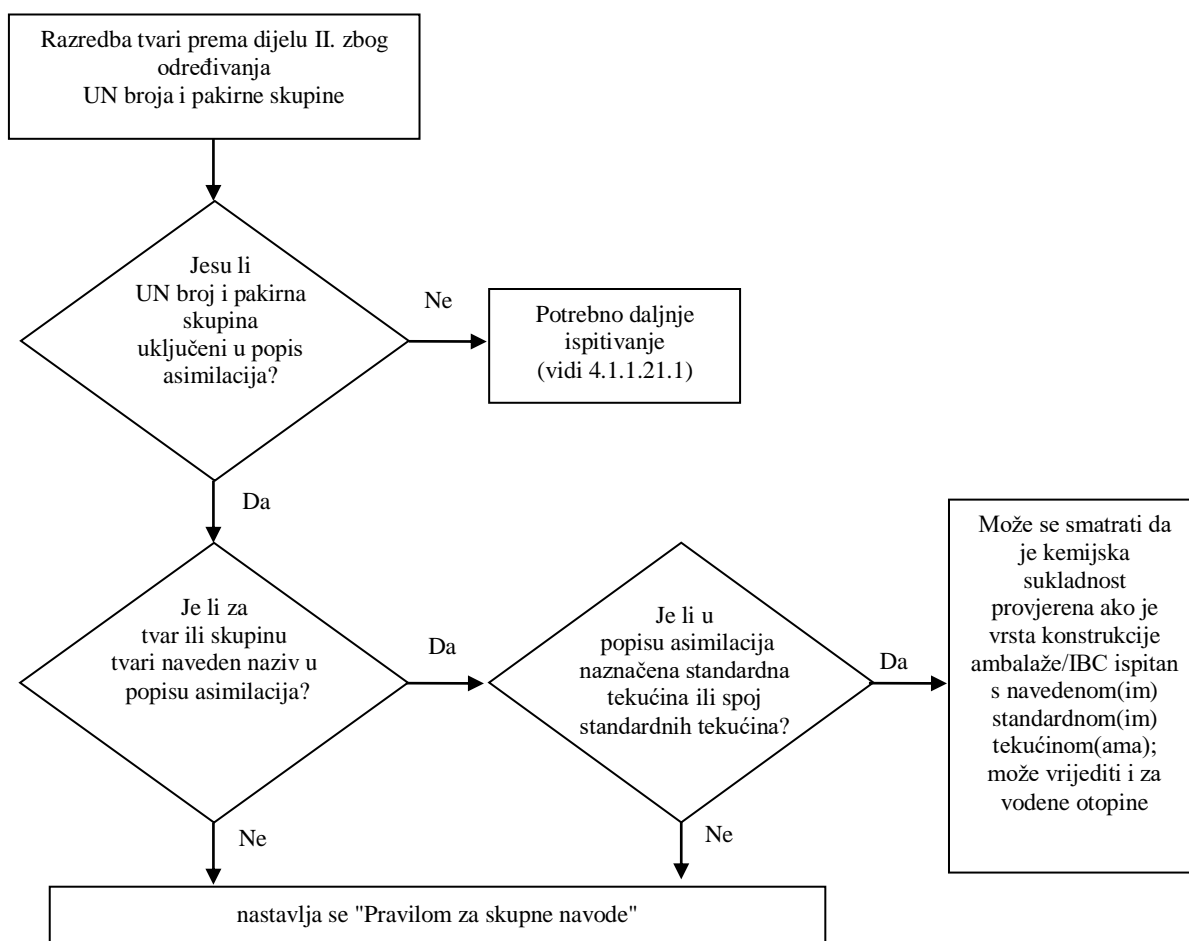 Razredba tvari prema dijelu II. zbog
određivanja
UN broja i pakirne skupine
Jesu li
UN broj i pakirna
skupina
uključeni u popis
asimilacija?
Ne
Potrebno daljnje
ispitivanje
(vidi 4.1.1.21.1)
Da
Je li za
tvar ili skupinu
tvari naveden naziv u
popisu asimilacija?
Da
Je li u
popisu asimilacija
naznačena standardna
tekućina ili spoj
standardnih tekućina?
Da
Može se smatrati da
je kemijska
sukladnost
provjerena ako je
vrsta konstrukcije
ambalaže/IBC ispitan
s navedenom(im)
standardnom(im)
tekućinom(ama);
može vrijediti i za
vodene otopine
Ne
Ne
nastavlja se "Pravilom za skupne navode"